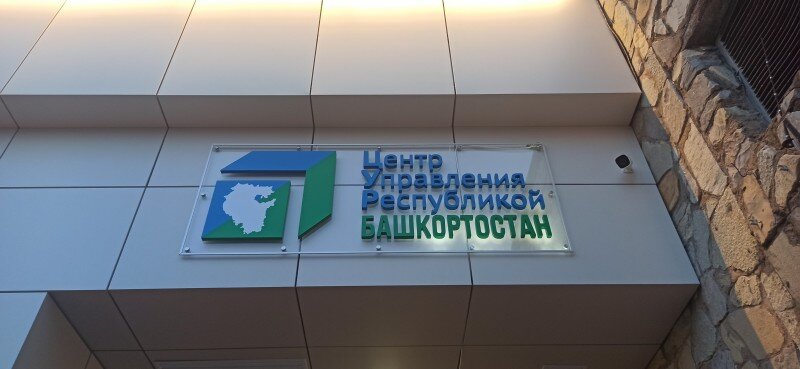 Центр
Управления
Республикой
БАШКОРТОСТАН